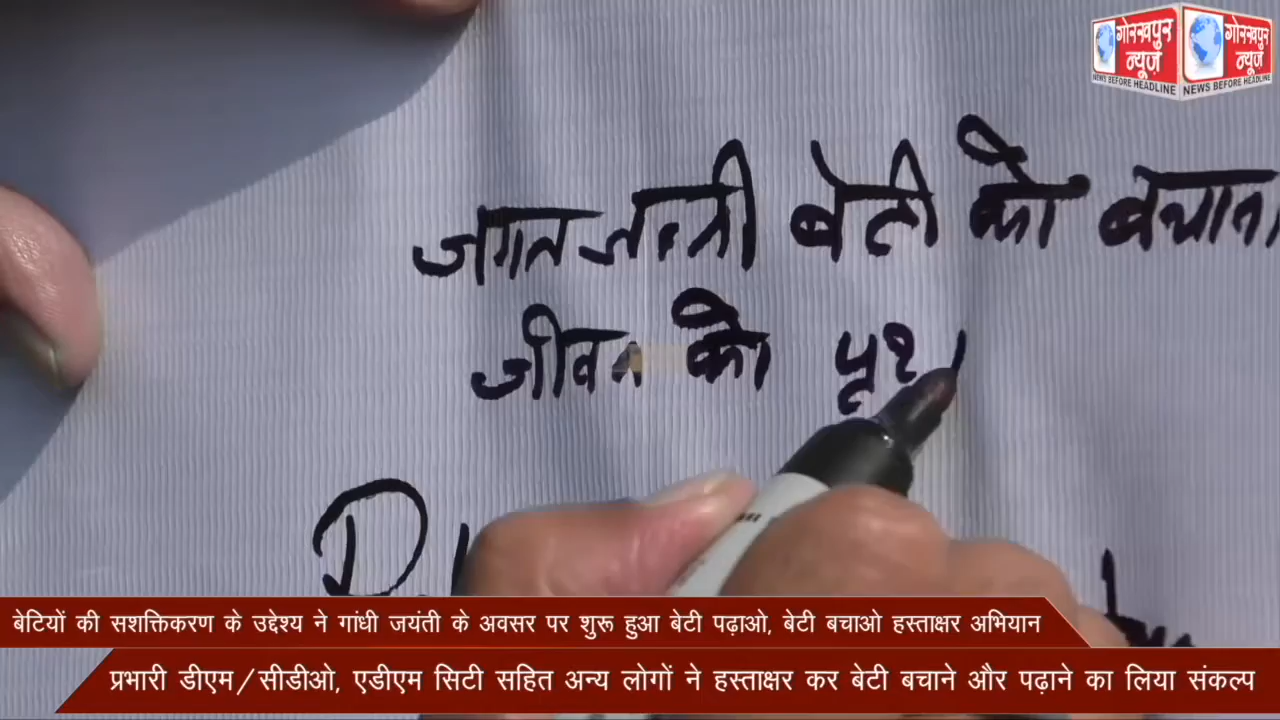 गोरखपुर
न्यूज़
NEWS BEFORE HEADLINE
गोरखपुर
न्यूज़
NEWS BEFORE HEADLINE
जगत जननी बेटी को बचाना
जीवन को
बेटियों की सशक्तिकरण के उद्देश्य ने गांधी जयंती के अवसर पर शुरू हुआ बेटी पढ़ाओ, बेटी बचाओ हस्ताक्षर अभियान
प्रभारी डीएम/सीडीओ, एडीएम सिटी सहित अन्य लोगों ने हस्ताक्षर कर बेटी बचाने और पढ़ाने का लिया संकल्प